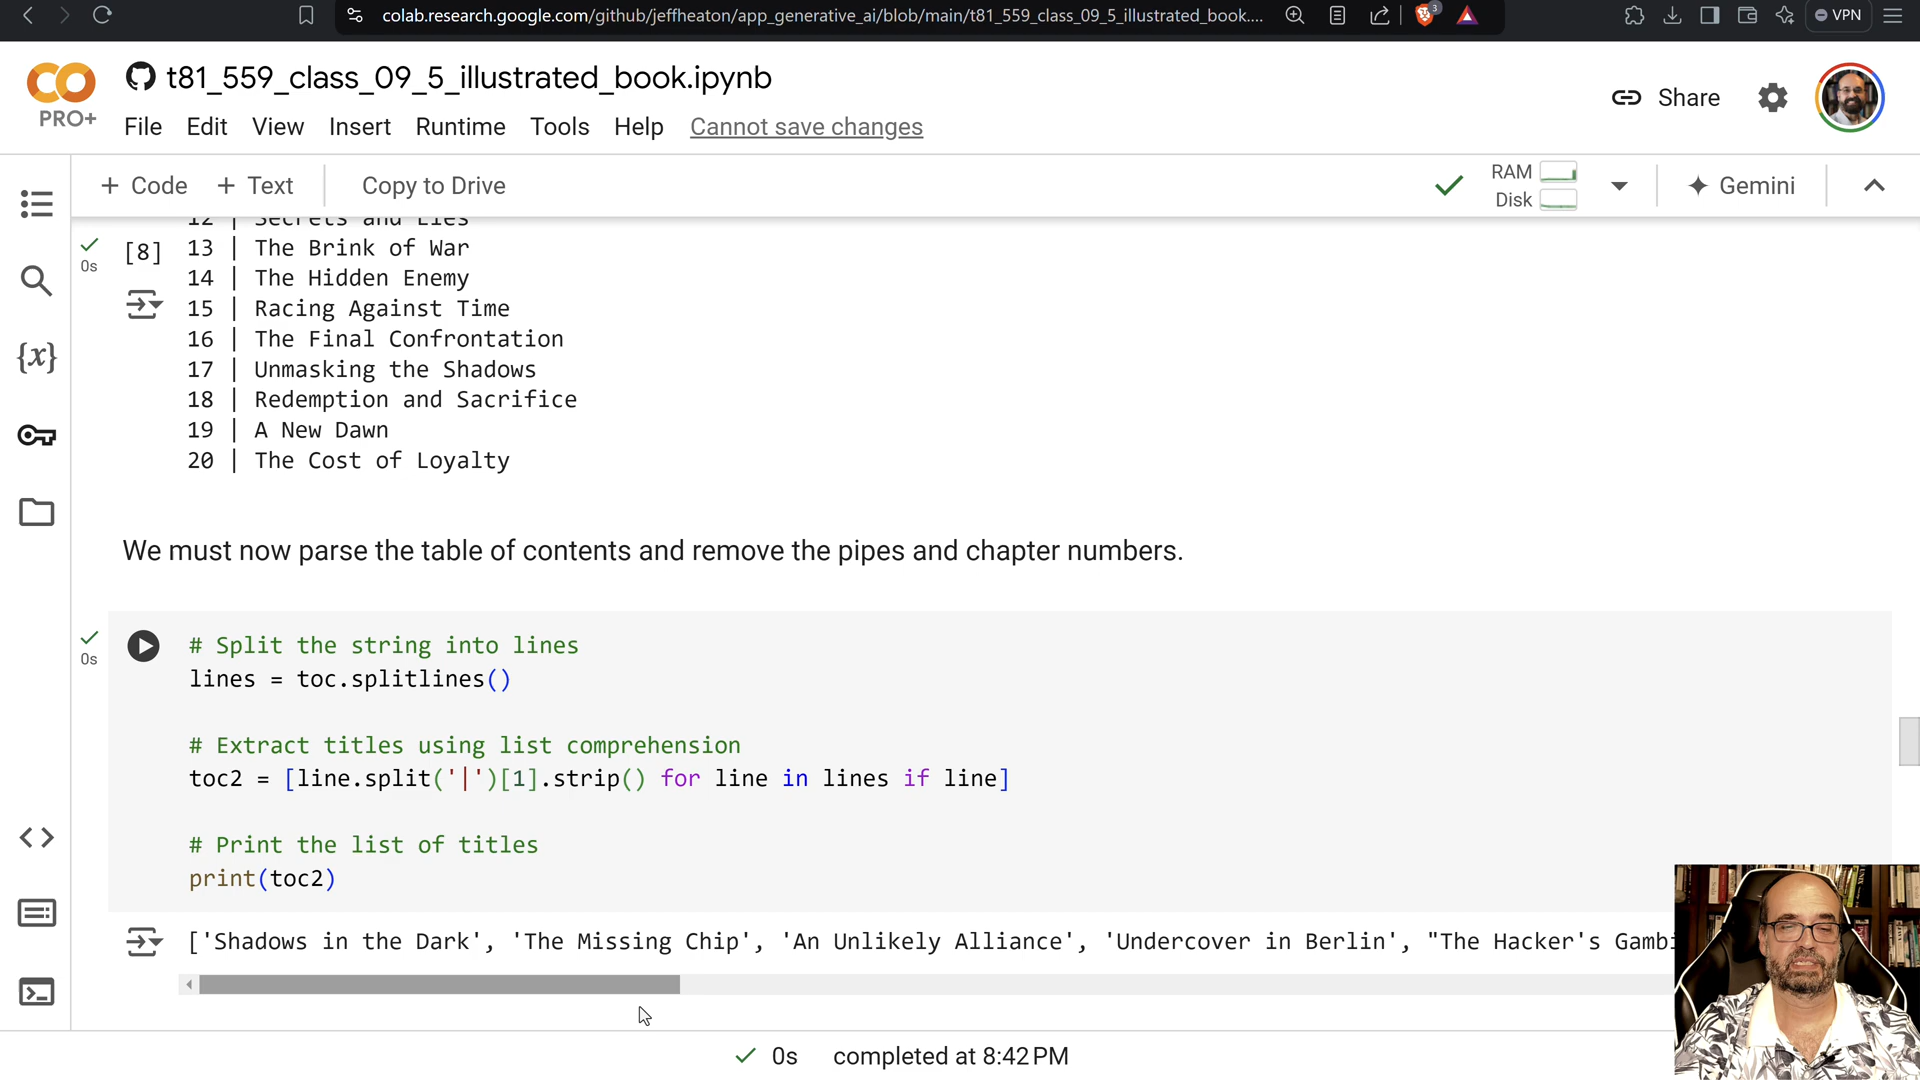 colab.research.google.com/github/jeffheaton/app_generative_ai/blob/main/t81_559_class_09_5_illustrated_book....
3
VPN
PRO+
t81_559_class_09_5_illustrated_book.ipynb
Share
File Edit View Insert Runtime Tools Help Cannot save changes
+ Code + Text Copy to Drive
RAM
Disk
Gemini
12 | Secrets and Lies
[8]
0s
13 | The Brink of War
14 | The Hidden Enemy
15 | Racing Against Time
16 | The Final Confrontation
17 | Unmasking the Shadows
18 | Redemption and Sacrifice
19 | A New Dawn
20 | The Cost of Loyalty
We must now parse the table of contents and remove the pipes and chapter numbers.
0s
# Split the string into lines
lines = toc.splitlines()
# Extract titles using list comprehension
toc2 = [line.split('|')[1].strip() for line in lines if line]
# Print the list of titles
print(toc2)
['Shadows in the Dark', 'The Missing Chip', 'An Unlikely Alliance', 'Undercover in Berlin', "The Hacker's Gambi
0s completed at 8:42 PM